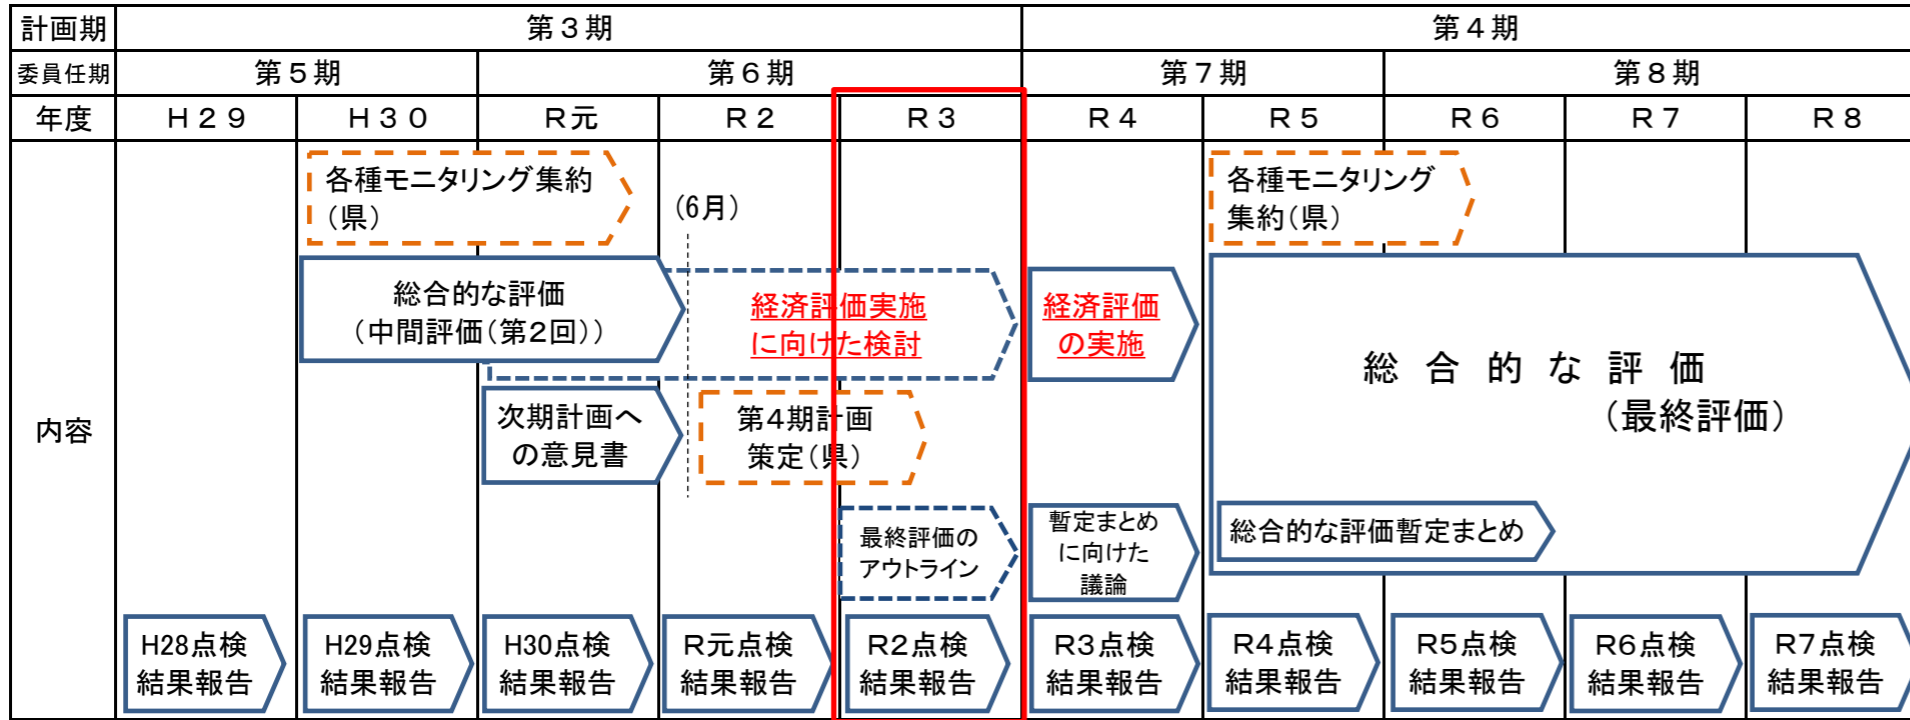 計画期 第３期 第４期
委員任期 第５期 第６期 第７期 第８期
年度 Ｈ２９ Ｈ３０ Ｒ元 Ｒ２ Ｒ３ Ｒ４ Ｒ５ Ｒ６ Ｒ７ Ｒ８
内容
各種モニタリング集約
（県）
(6月)
各種モニタリング
集約（県）
総合的な評価
（中間評価（第２回））
経済評価実施
に向けた検討
経済評価
の実施
総合的な評価
（最終評価）
次期計画へ
の意見書
第４期計画
策定（県）
最終評価の
アウトライン
暫定まとめ
に向けた
議論
総合的な評価暫定まとめ
H28点検
結果報告
H29点検
結果報告
H30点検
結果報告
Ｒ元点検
結果報告
Ｒ２点検
結果報告
Ｒ３点検
結果報告
Ｒ４点検
結果報告
Ｒ５点検
結果報告
Ｒ６点検
結果報告
Ｒ７点検
結果報告